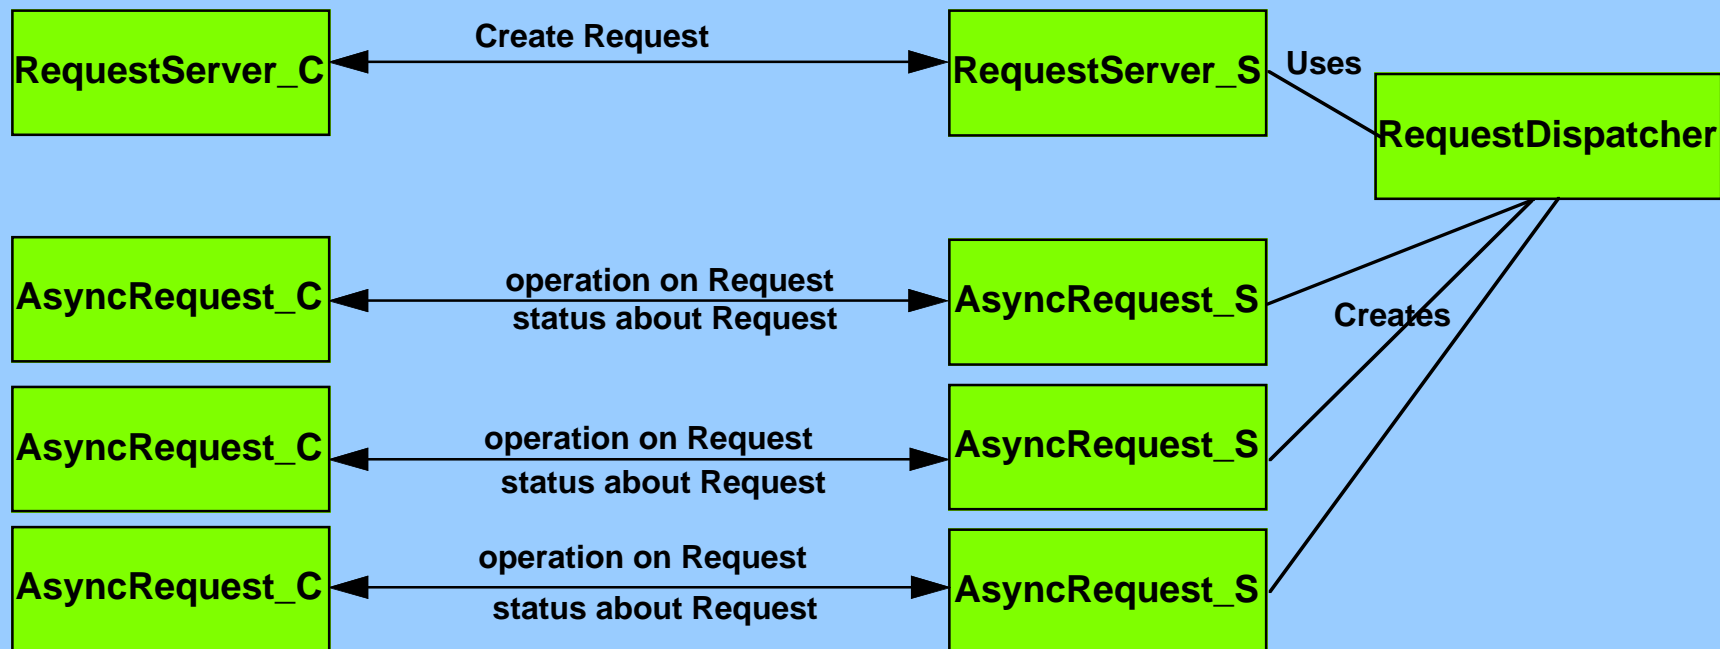 RequestServer_C
Create Request
RequestServer_S
Uses
RequestDispatcher
AsyncRequest_C
operation on Request
status about Request
AsyncRequest_S
Creates
AsyncRequest_C
operation on Request
status about Request
AsyncRequest_S
AsyncRequest_C
operation on Request
status about Request
AsyncRequest_S